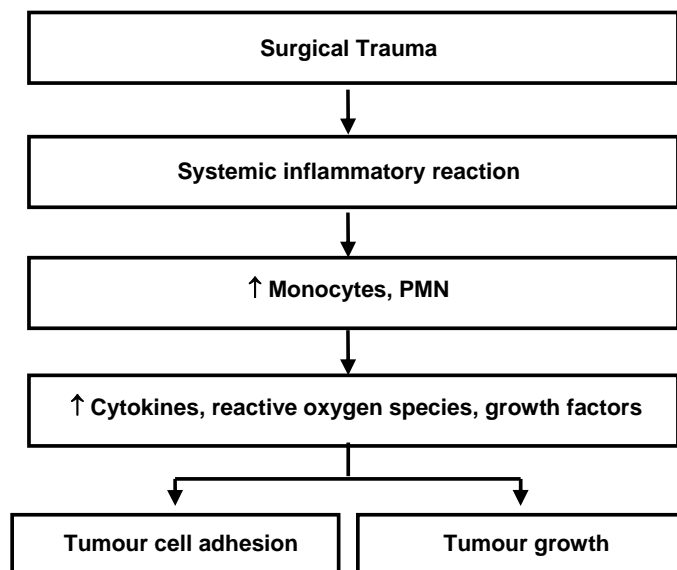 Surgical Trauma
Systemic inflammatory reaction
↑ Monocytes, PMN
↑ Cytokines, reactive oxygen species, growth factors
Tumour cell adhesion
Tumour growth